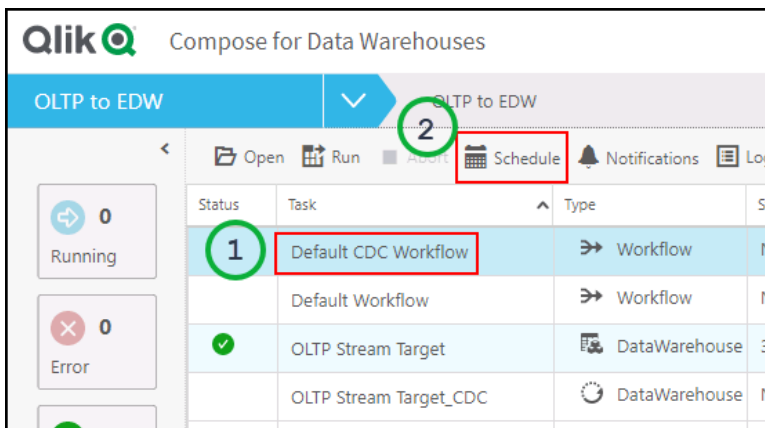 Qlik Compose for Data Warehouses
OLTP to EDW OLTP to EDW
2
Open Run Abort Schedule Notifications
Status Task Type
0
Running
1 Default CDC Workflow Workflow
Default Workflow Workflow
0
Error
OLTP Stream Target DataWarehouse
OLTP Stream Target_CDC DataWarehouse